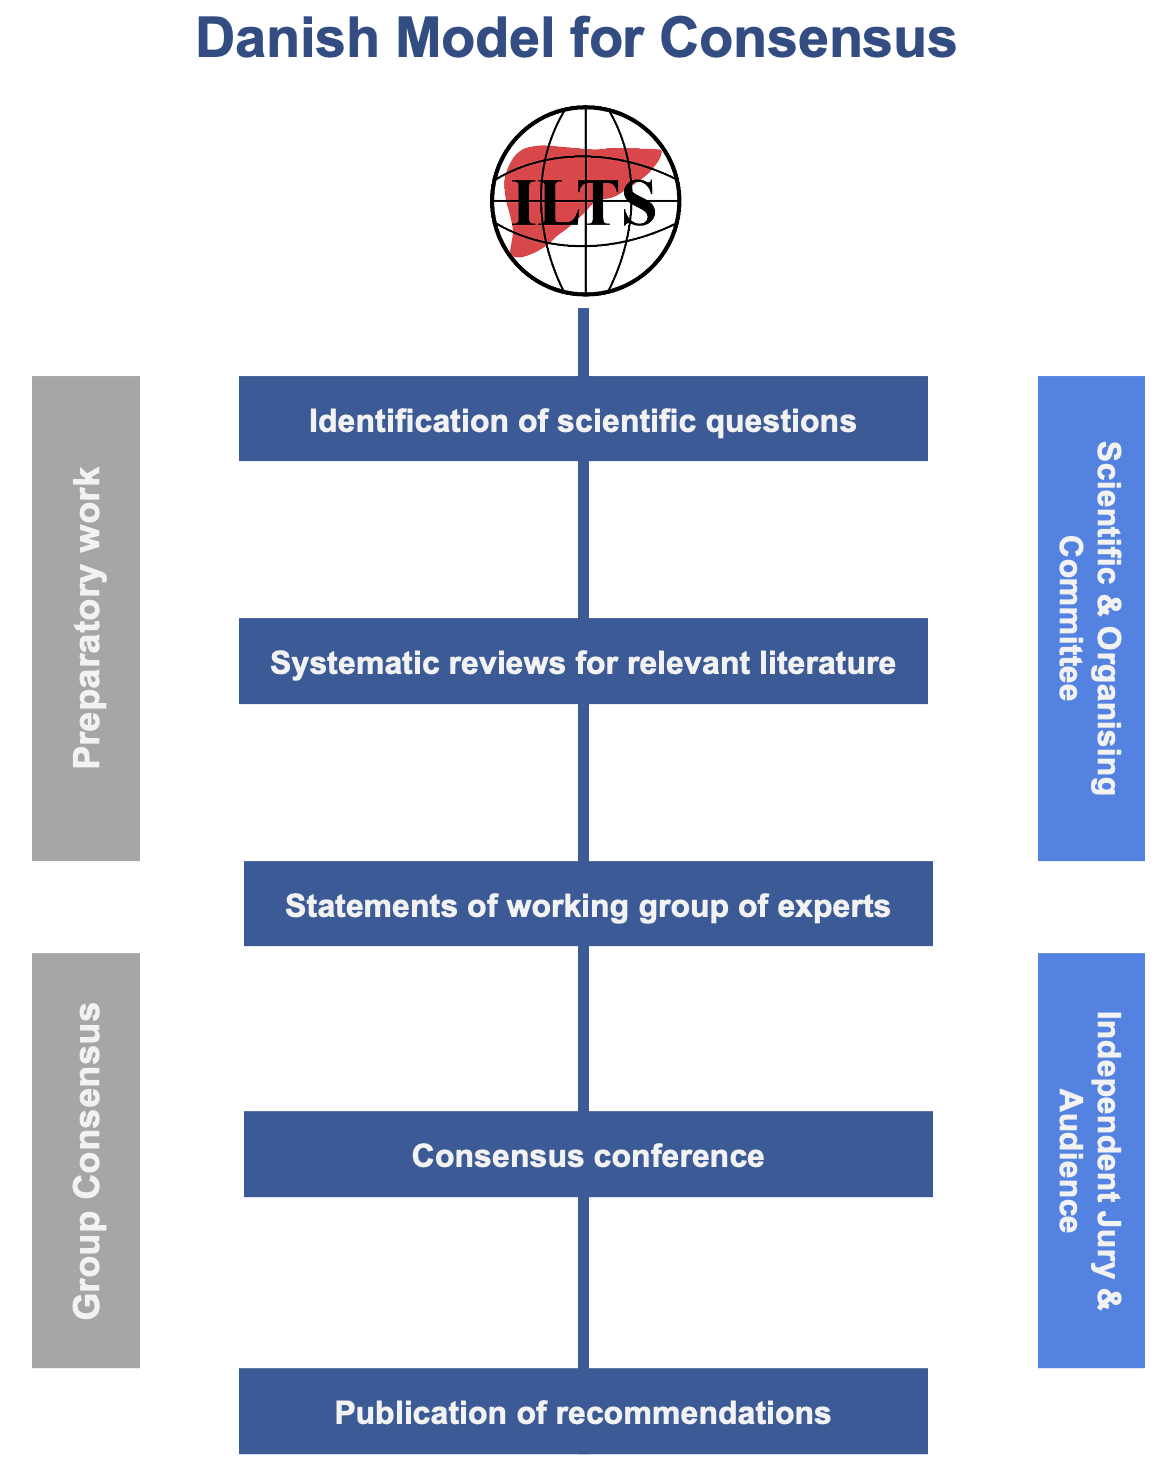 Danish Model for Consensus
ILTS
Identification of scientific questions
Preparatory work
Scientific & Organising
Committee
Systematic reviews for relevant literature
Statements of working group of experts
Group Consensus
Independent Jury &
Audience
Consensus conference
Publication of recommendations